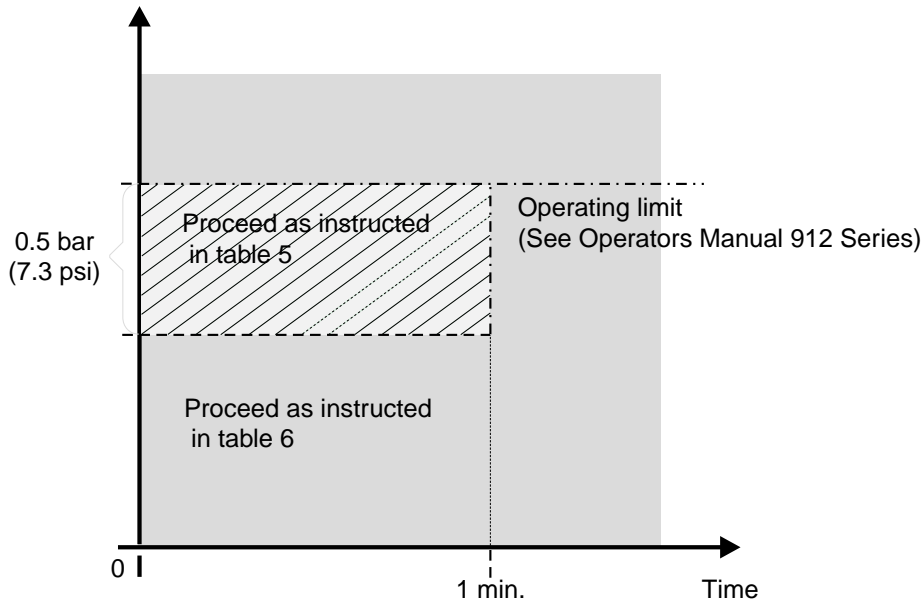 Proceed as instructed
in table 5
Operating limit
(See Operators Manual 912 Series)
0.5 bar
(7.3 psi)
Proceed as instructed
in table 6
0
1 min.
Time